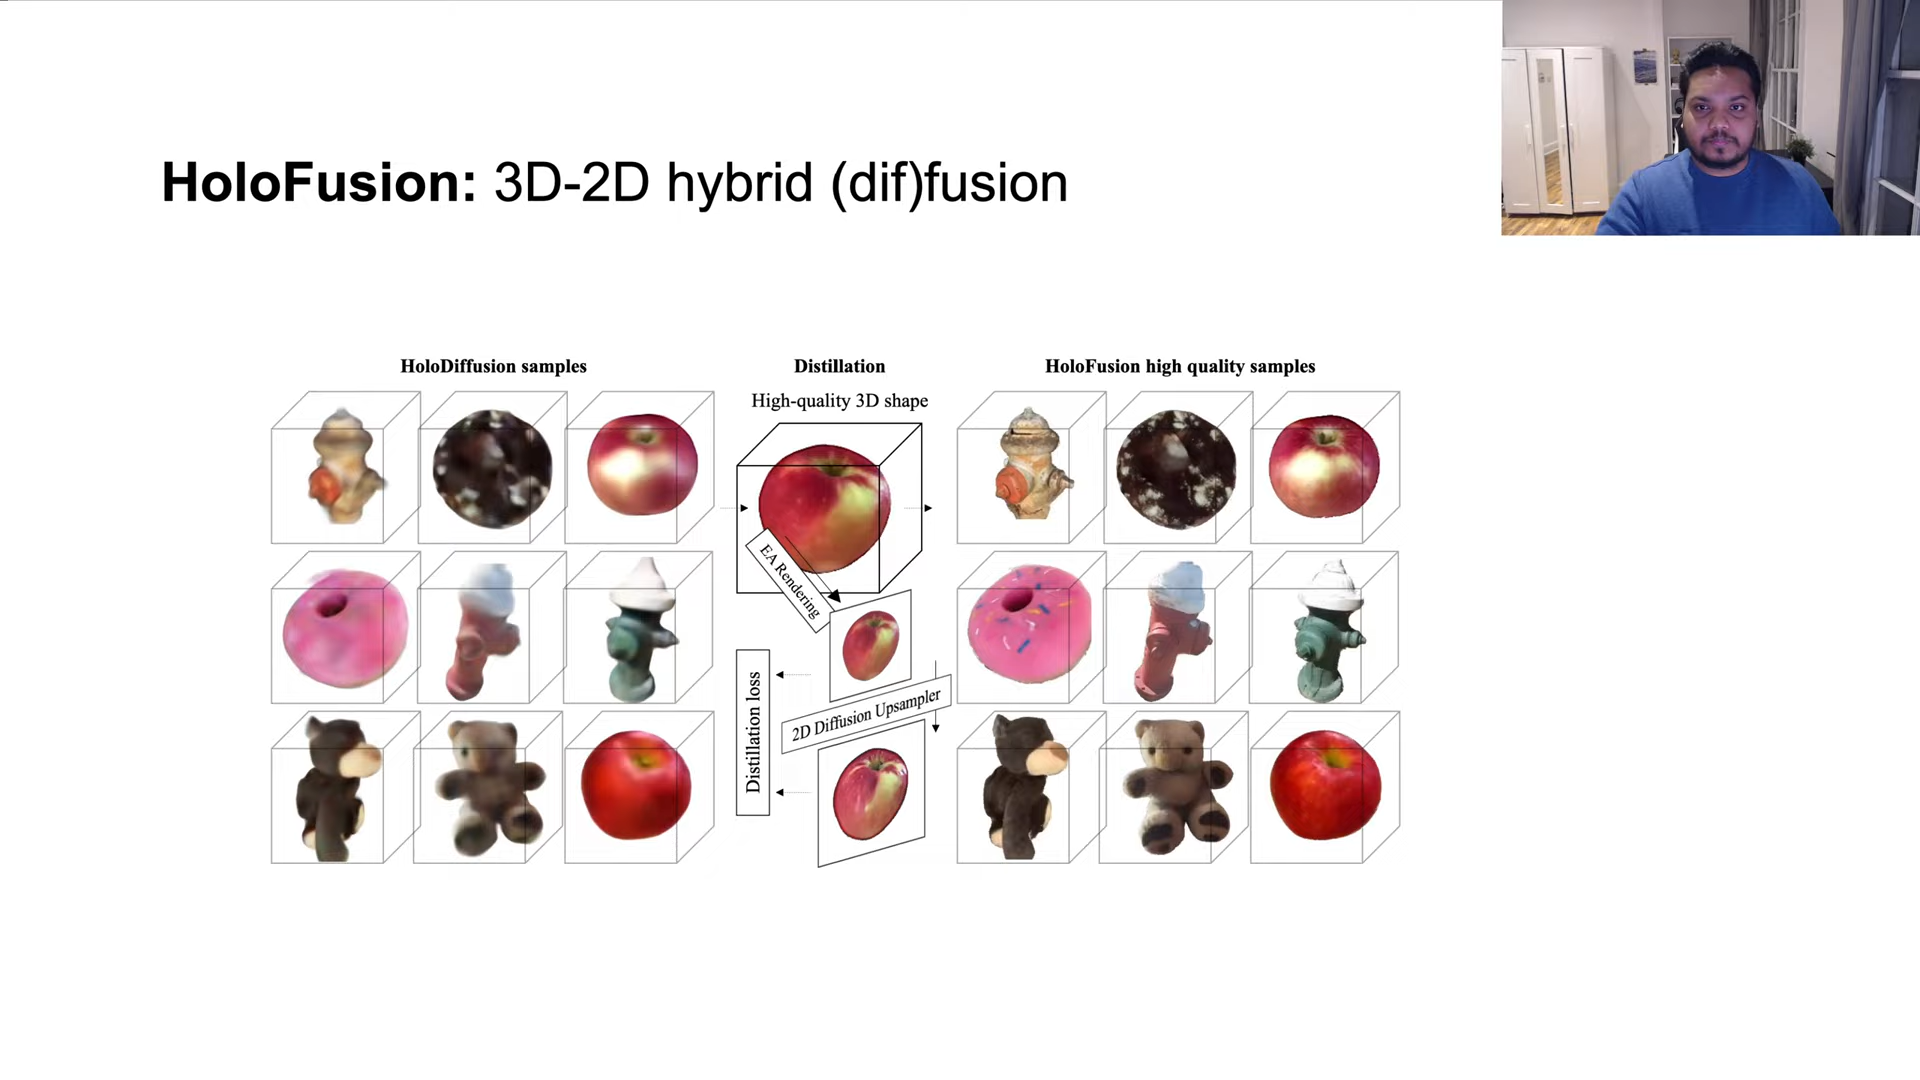 HoloFusion: 3D-2D hybrid (dif)fusion
HoloDiffusion samples
Distillation
HoloFusion high quality samples
High-quality 3D shape
EA Rendering
Distillation loss
2D Diffusion Upsampler